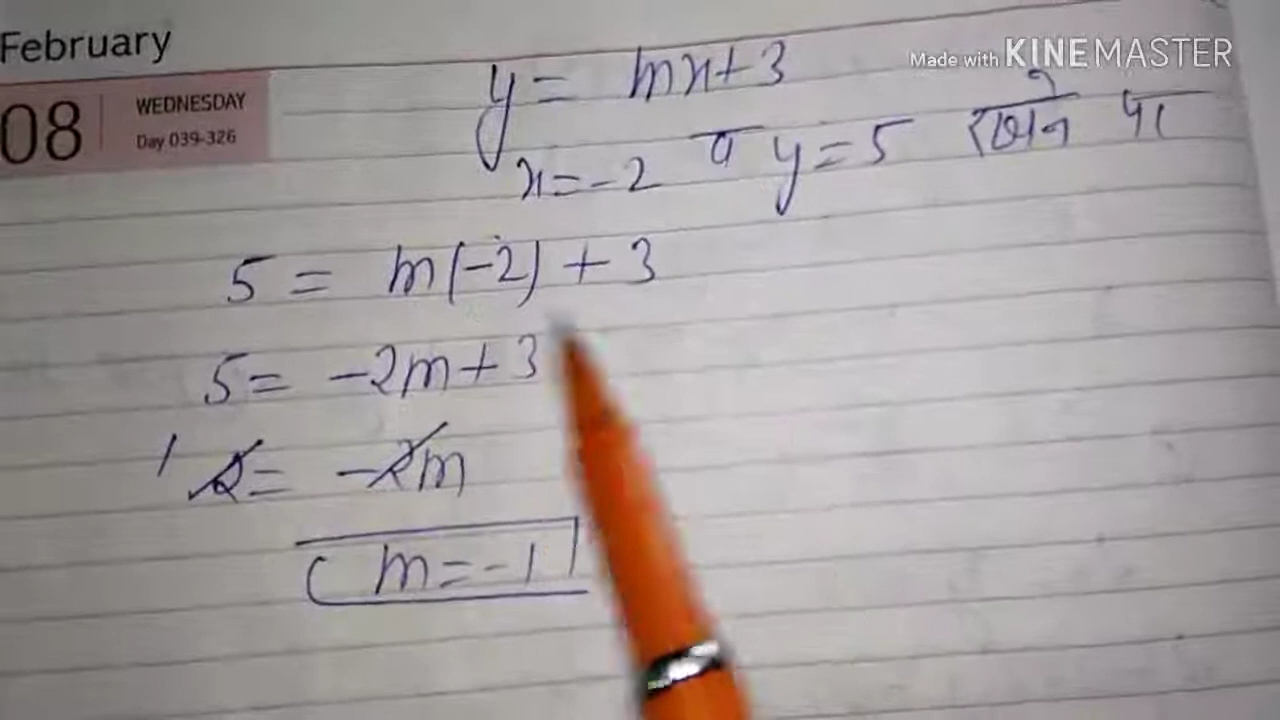 February
Made with KINEMASTER
08 WEDNESDAY
Day 039-326
y = mx+3
x=-2 व y=5 रखने पर
5 = m(-2) + 3
5 = -2m+3
1 2 = -2m
m=-1